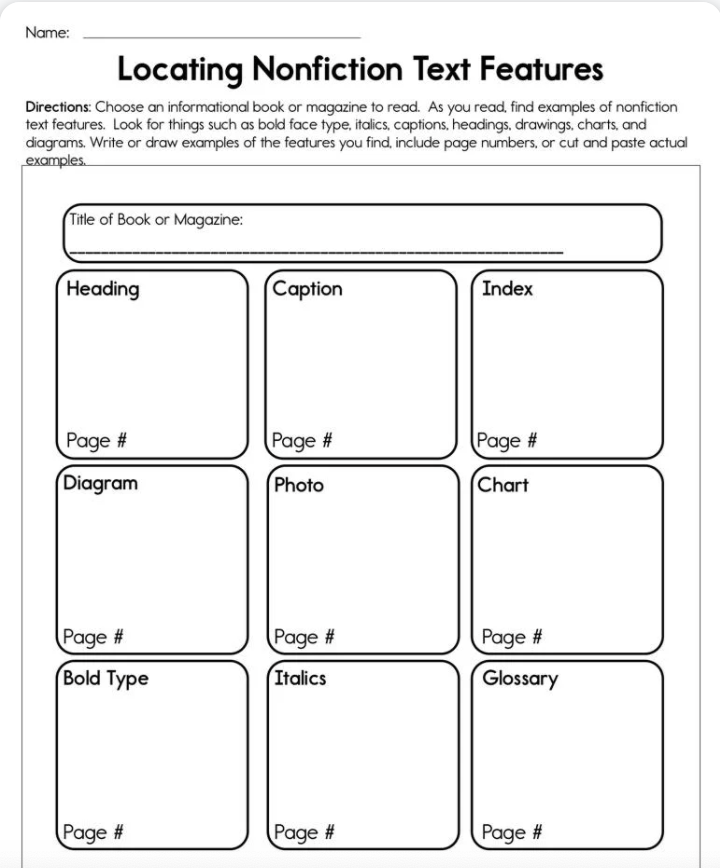 Name:
Locating Nonfiction Text Features
Directions: Choose an informational book or magazine to read. As you read, find examples of nonfiction
text features. Look for things such as bold face type, italics, captions, headings, drawings, charts, and
diagrams. Write or draw examples of the features you find, include page numbers, or cut and paste actual
examples.
Title of Book or Magazine:
Heading
Caption
Index
Page #
Page #
Page #
Diagram
Photo
Chart
Page #
Page #
Page #
Bold Type
Italics
Glossary
Page #
Page #
Page #